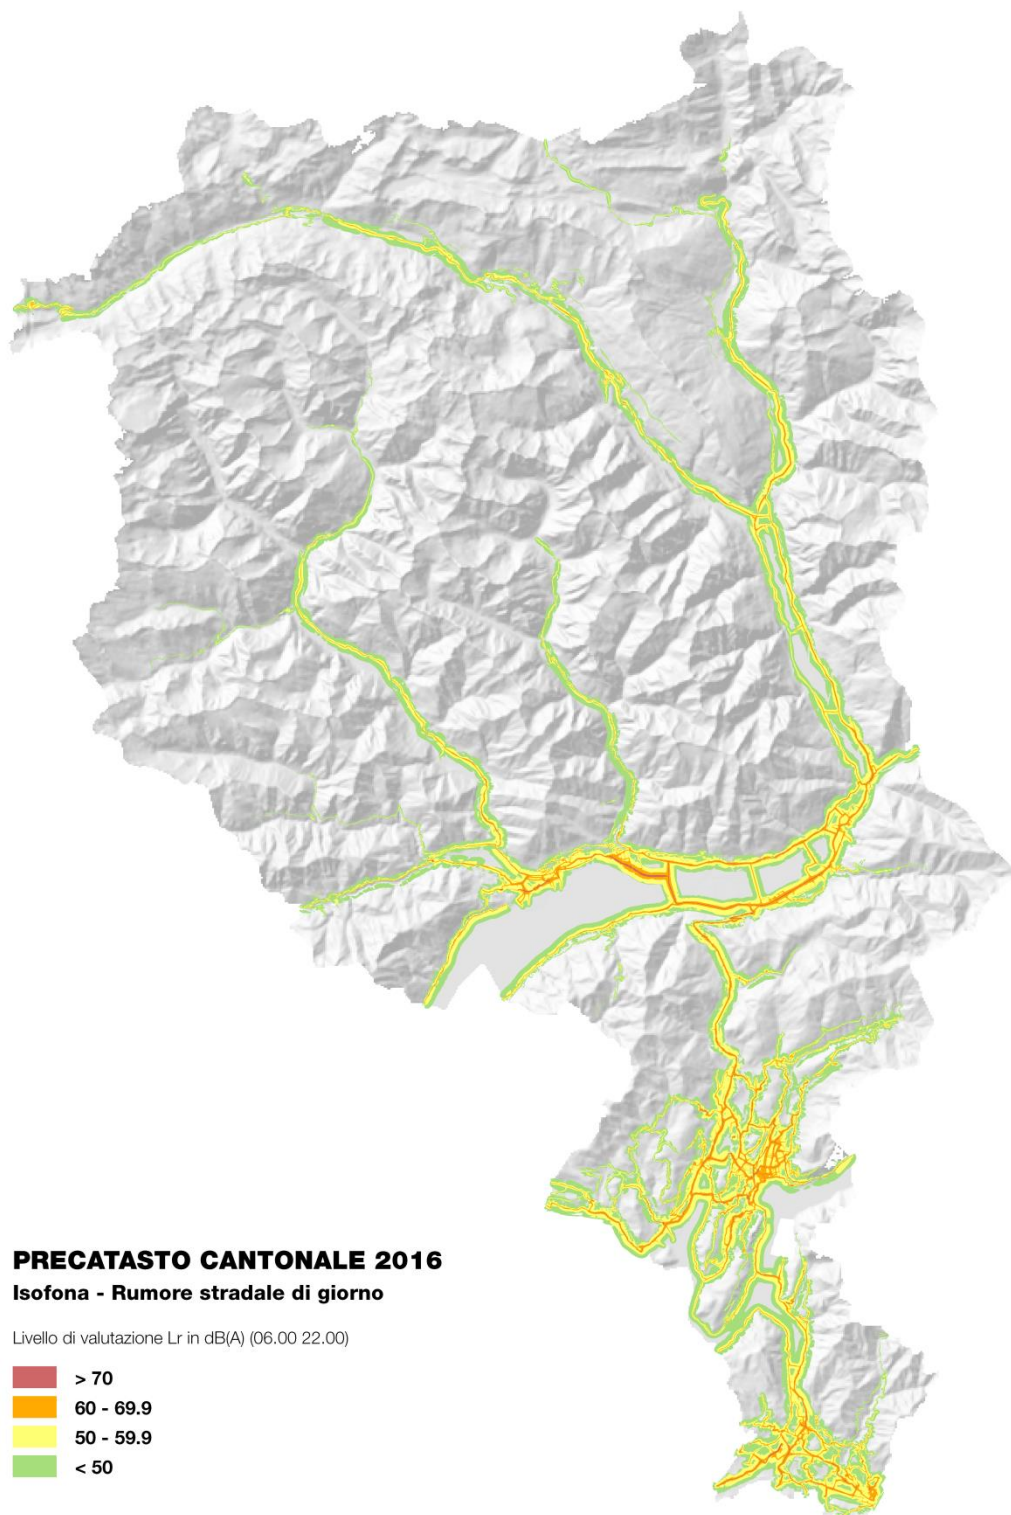 PRECATASTO CANTONALE 2016
Isofona - Rumore stradale di giorno
Livello di valutazione Lr in dB(A) (06.00 22.00)
> 70
60 - 69.9
50 - 59.9
< 50